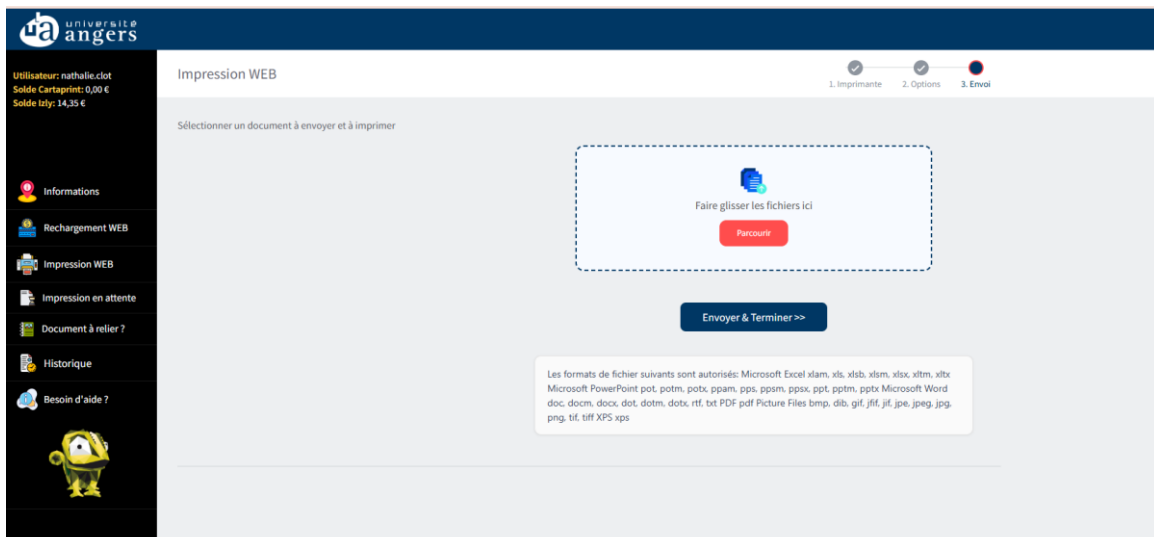 université
angers
Utilisateur: nathalie.clot
Solde Cartaprint: 0,00 €
Solde Izly: 14,35 €
Impression WEB
1. Imprimante
2. Options
3. Envoi
Sélectionner un document à envoyer et à imprimer
Faire glisser les fichiers ici
Parcourir
Envoyer & Terminer >>
Les formats de fichier suivants sont autorisés: Microsoft Excel xlam, xls, xlsb, xlsm, xlsx, xltm, xltx
Microsoft PowerPoint pot, potm, potx, ppam, pps, ppsm, ppsx, ppt, pptm, pptx Microsoft Word
doc, docm, docx, dot, dotm, dotx, rtf, txt PDF pdf Picture Files bmp, dib, gif, jfif, jif, jpe, jpeg, jpg,
png, tif, tiff XPS xps
Informations
Rechargement WEB
Impression WEB
Impression en attente
Document à relier ?
Historique
Besoin d'aide ?